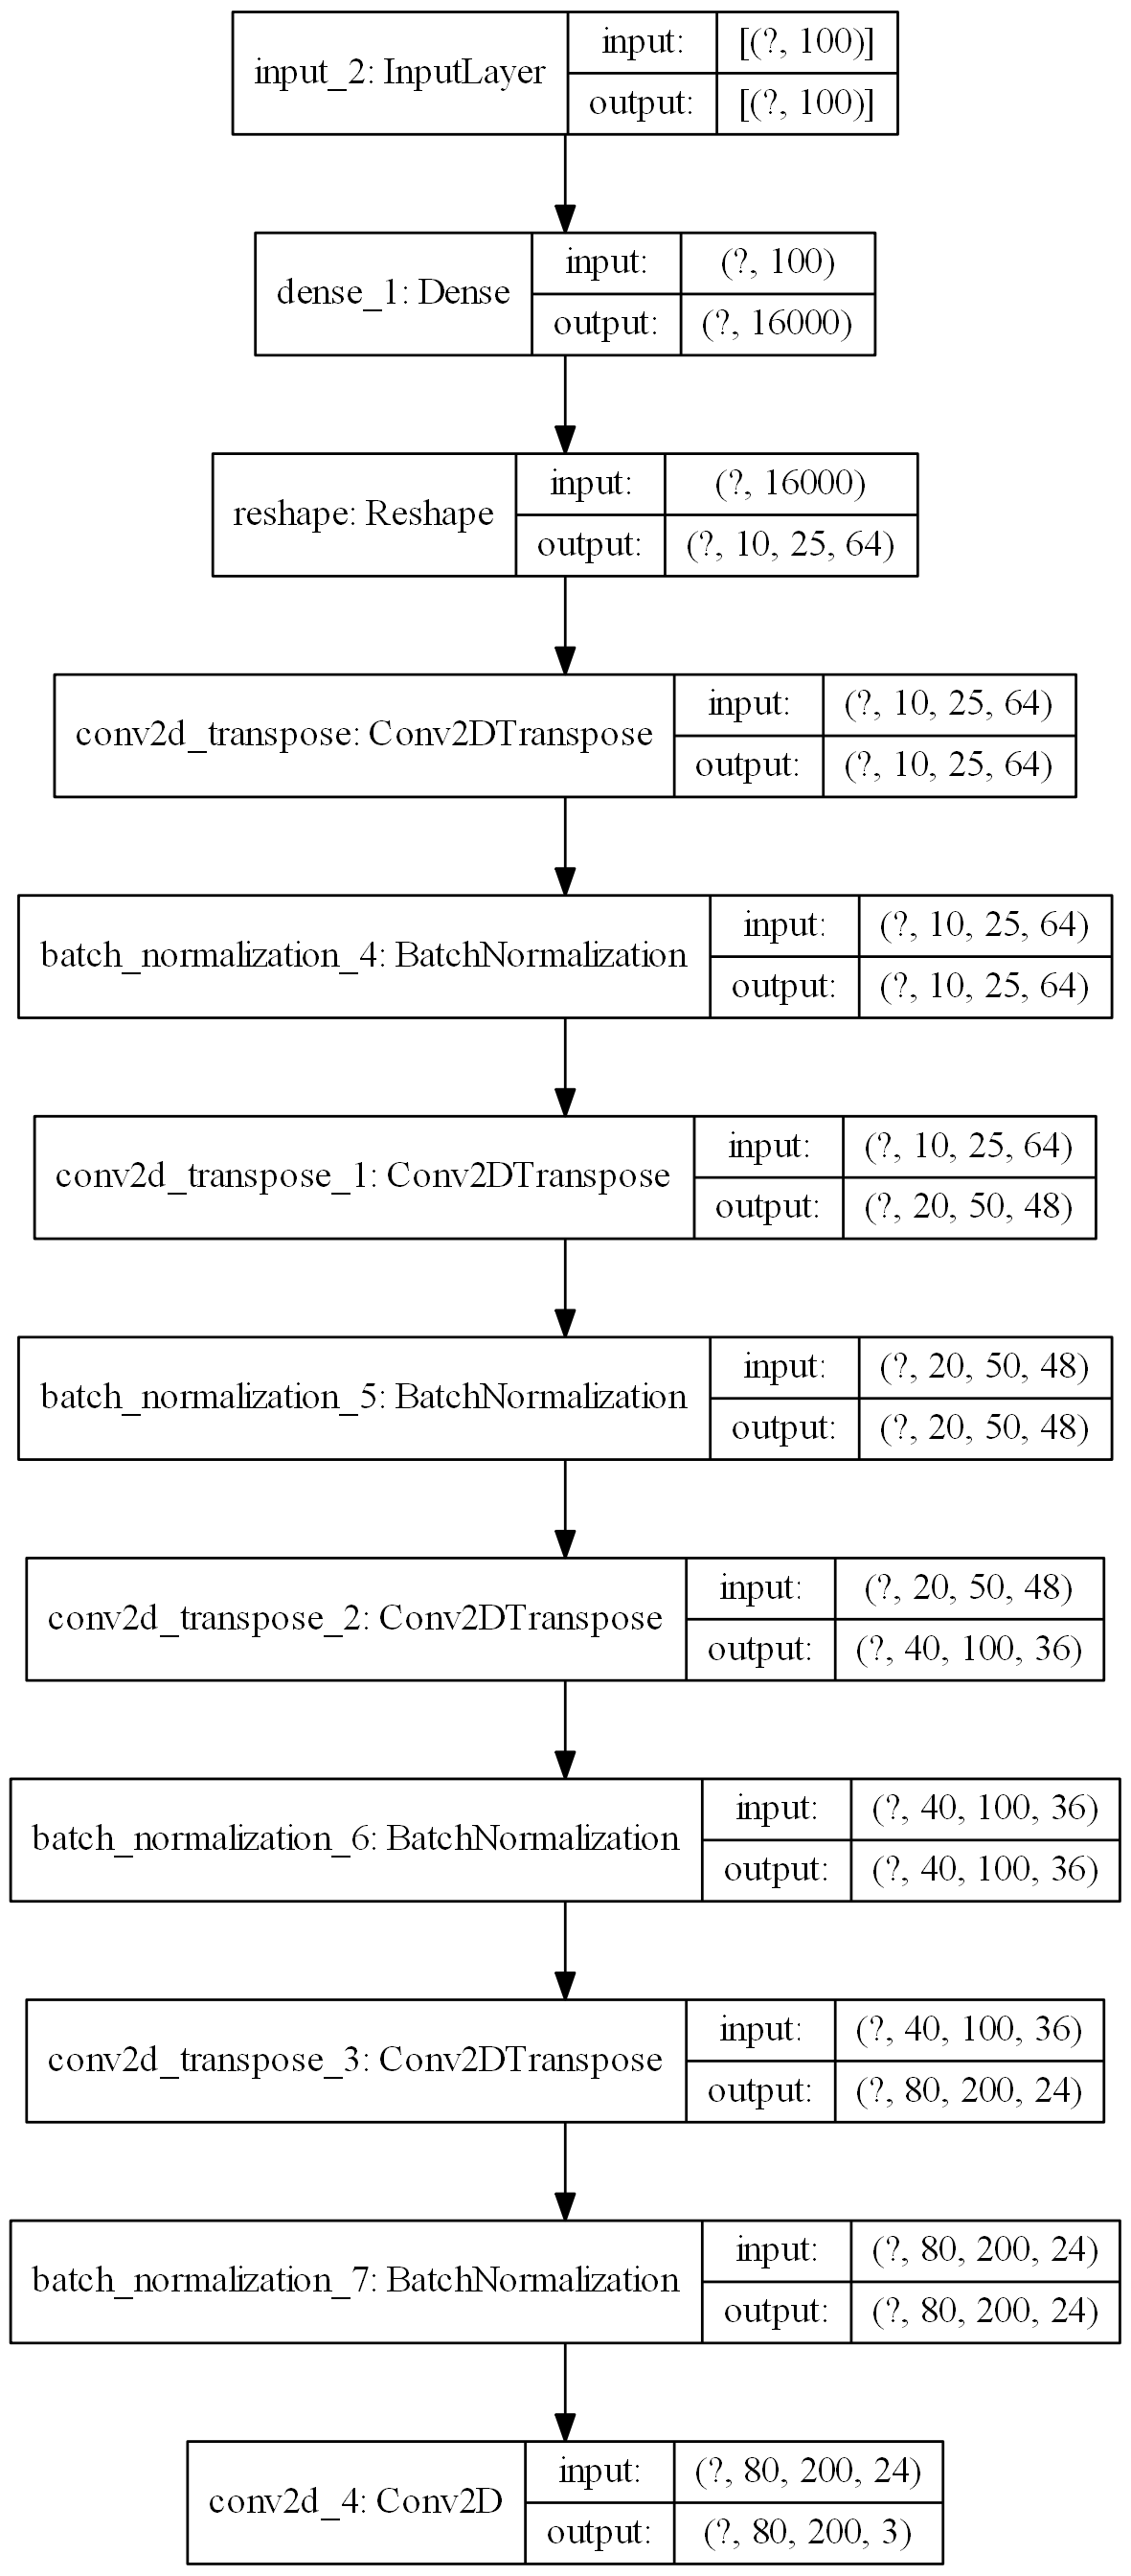 input_2: InputLayer
input: [(?, 100)]
output: [(?, 100)]
dense_1: Dense
input: (?, 100)
output: (?, 16000)
reshape: Reshape
input: (?, 16000)
output: (?, 10, 25, 64)
conv2d_transpose: Conv2DTranspose
input: (?, 10, 25, 64)
output: (?, 10, 25, 64)
batch_normalization_4: BatchNormalization
input: (?, 10, 25, 64)
output: (?, 10, 25, 64)
conv2d_transpose_1: Conv2DTranspose
input: (?, 10, 25, 64)
output: (?, 20, 50, 48)
batch_normalization_5: BatchNormalization
input: (?, 20, 50, 48)
output: (?, 20, 50, 48)
conv2d_transpose_2: Conv2DTranspose
input: (?, 20, 50, 48)
output: (?, 40, 100, 36)
batch_normalization_6: BatchNormalization
input: (?, 40, 100, 36)
output: (?, 40, 100, 36)
conv2d_transpose_3: Conv2DTranspose
input: (?, 40, 100, 36)
output: (?, 80, 200, 24)
batch_normalization_7: BatchNormalization
input: (?, 80, 200, 24)
output: (?, 80, 200, 24)
conv2d_4: Conv2D
input: (?, 80, 200, 24)
output: (?, 80, 200, 3)